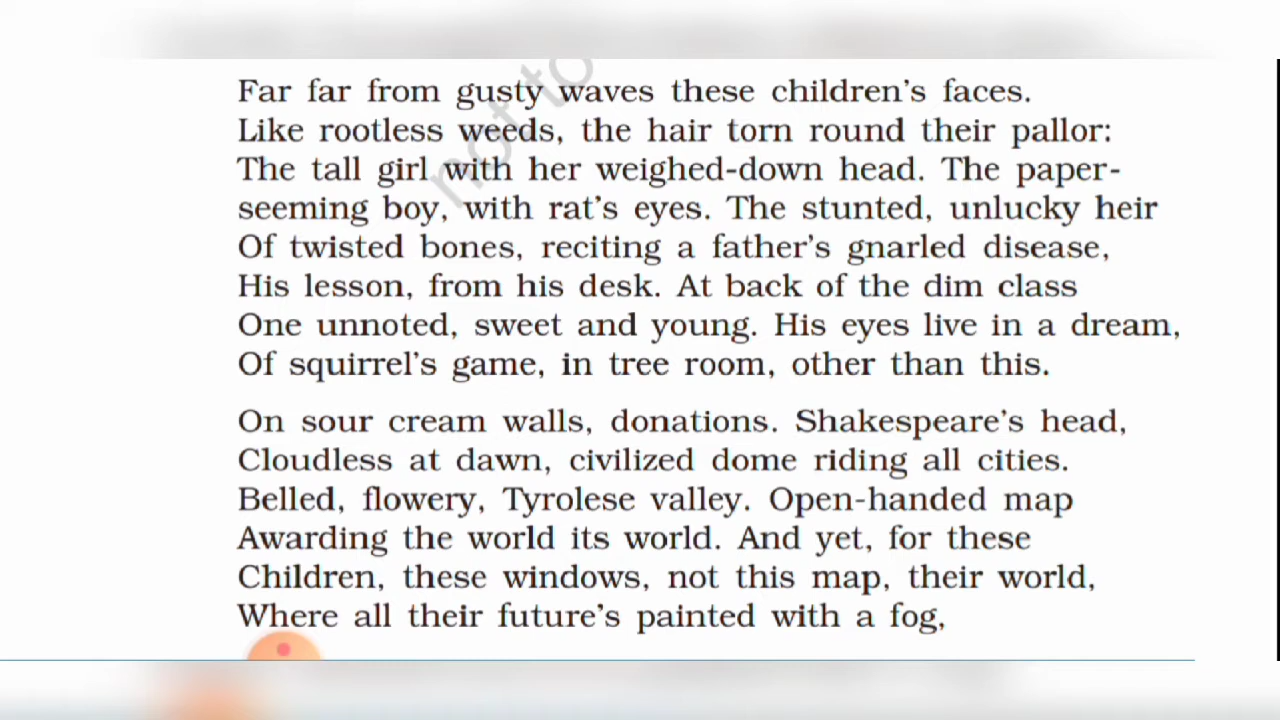 Far far from gusty waves these children's faces.
Like rootless weeds, the hair torn round their pallor:
The tall girl with her weighed-down head. The paper-
seeming boy, with rat's eyes. The stunted, unlucky heir
Of twisted bones, reciting a father's gnarled disease,
His lesson, from his desk. At back of the dim class
One unnoted, sweet and young. His eyes live in a dream,
Of squirrel's game, in tree room, other than this.
On sour cream walls, donations. Shakespeare's head,
Cloudless at dawn, civilized dome riding all cities.
Belled, flowery, Tyrolese valley. Open-handed map
Awarding the world its world. And yet, for these
Children, these windows, not this map, their world,
Where all their future's painted with a fog,
not to